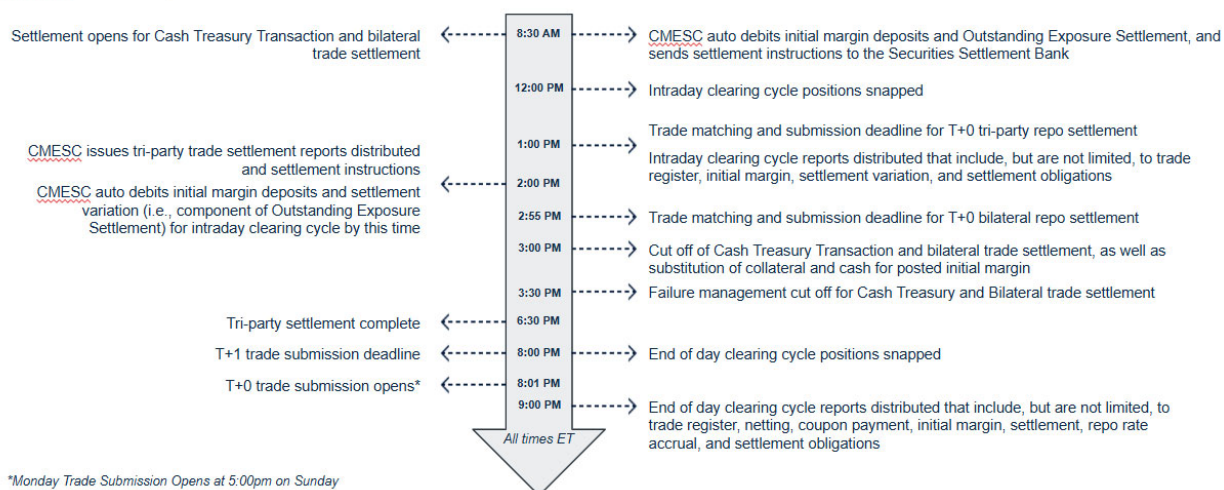 Settlement opens for Cash Treasury Transaction and bilateral
trade settlement
8:30 AM
CMESC auto debits initial margin deposits and Outstanding Exposure Settlement, and
sends settlement instructions to the Securities Settlement Bank
12:00 PM
Intraday clearing cycle positions snapped
1:00 PM
Trade matching and submission deadline for T+0 tri-party repo settlement
Intraday clearing cycle reports distributed that include, but are not limited, to trade
register, initial margin, settlement variation, and settlement obligations
CMESC issues tri-party trade settlement reports distributed
and settlement instructions
2:00 PM
CMESC auto debits initial margin deposits and settlement
variation (i.e., component of Outstanding Exposure
Settlement) for intraday clearing cycle by this time
2:55 PM
Trade matching and submission deadline for T+0 bilateral repo settlement
3:00 PM
Cut off of Cash Treasury Transaction and bilateral trade settlement, as well as
substitution of collateral and cash for posted initial margin
3:30 PM
Failure management cut off for Cash Treasury and Bilateral trade settlement
Tri-party settlement complete
6:30 PM
T+1 trade submission deadline
8:00 PM
End of day clearing cycle positions snapped
T+0 trade submission opens*
8:01 PM
9:00 PM
End of day clearing cycle reports distributed that include, but are not limited, to
trade register, netting, coupon payment, initial margin, settlement, repo rate
accrual, and settlement obligations
All times ET
*Monday Trade Submission Opens at 5:00pm on Sunday